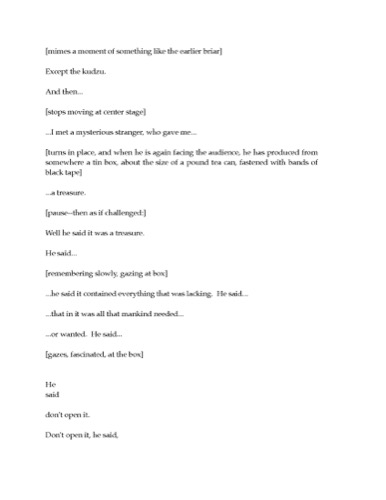 [mimes a moment of something like the earlier briar]
Except the kudzu.
And then...
[stops moving at center stage]
...I met a mysterious stranger, who gave me...
[turns in place, and when he is again facing the audience, he has produced from
somewhere a tin box, about the size of a pound tea can, fastened with bands of
black tape]
...a treasure.
[pause--then as if challenged:]
Well he said it was a treasure.
He said...
[remembering slowly, gazing at box]
...he said it contained everything that was lacking.  He said...
...that in it was all that mankind needed...
...or wanted.  He said...
[gazes, fascinated, at the box]
He
said
don't open it.
Don't open it, he said,